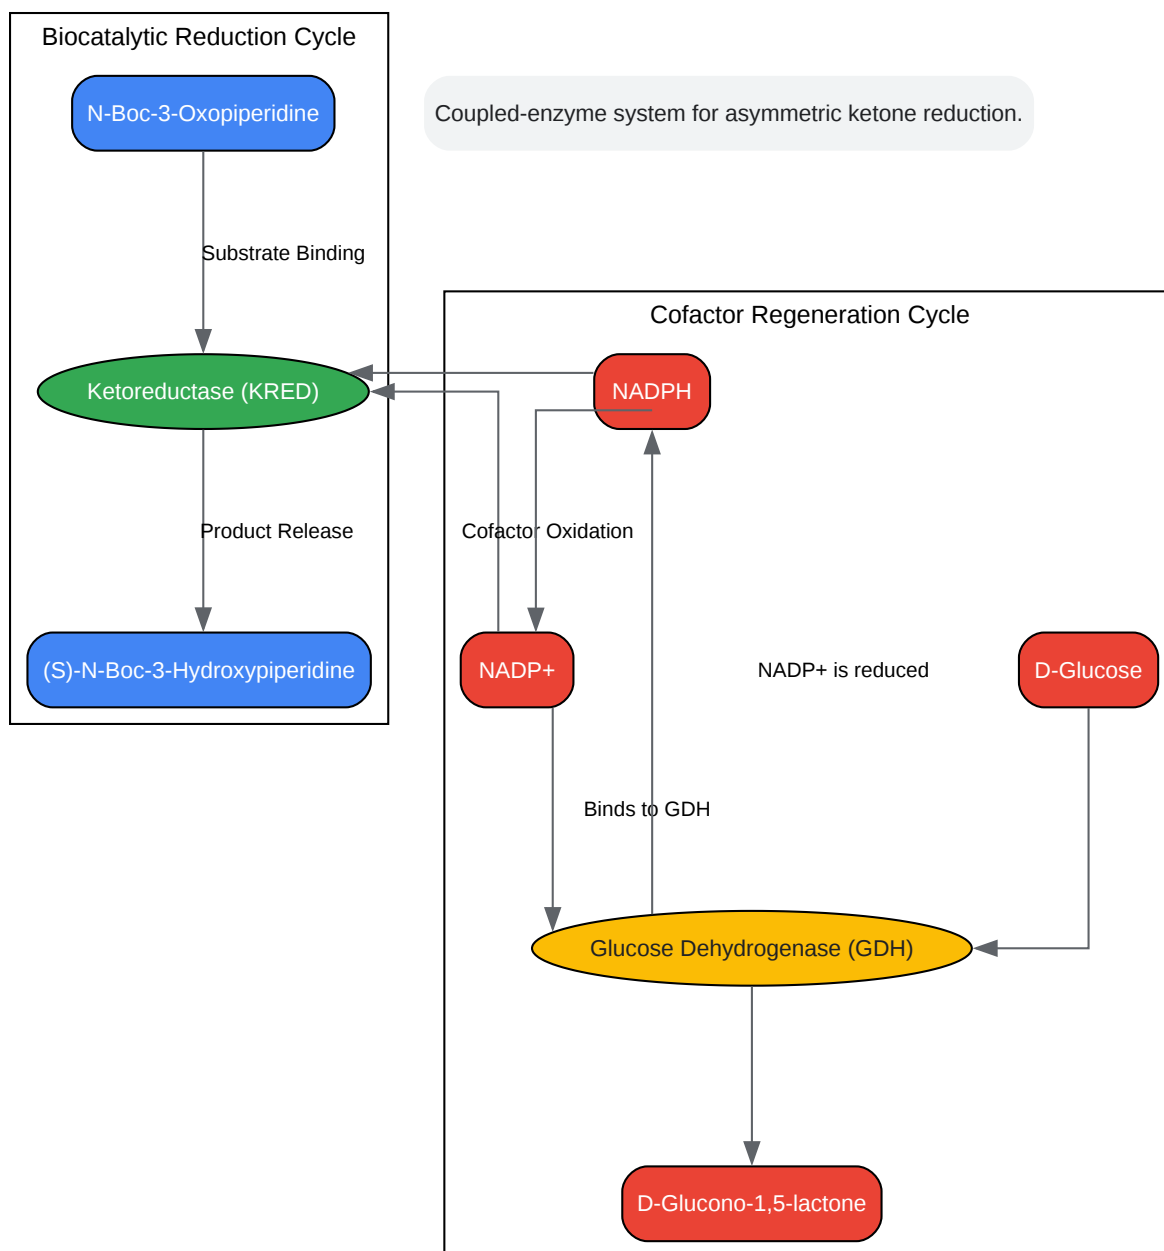 Biocatalytic Reduction Cycle
N-Boc-3-Oxopiperidine
Coupled-enzyme system for asymmetric ketone reduction.
Substrate Binding
Cofactor Regeneration Cycle
Ketoreductase (KRED)
NADPH
Product Release
Cofactor Oxidation
(S)-N-Boc-3-Hydroxypiperidine
NADP+
NADP+ is reduced
D-Glucose
Binds to GDH
Glucose Dehydrogenase (GDH)
D-Glucono-1,5-lactone